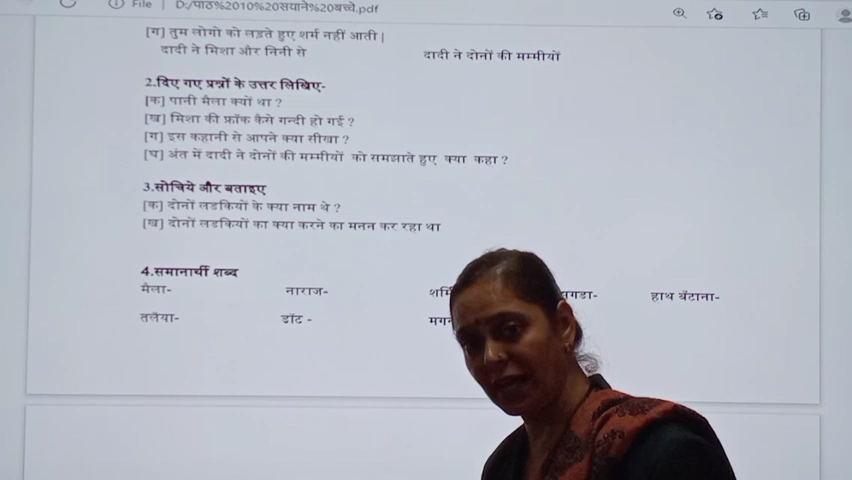 File | D:/पाठ%2010%20सयाने%20बच्चे.pdf
[ग] तुम लोगो को लड़ते हुए शर्म नहीं आती |
दादी ने मिशा और निनी से दादी ने दोनों की मम्मीयों
2.दिए गए प्रश्नों के उत्तर लिखिए-
[क] पानी मैला क्यों था ?
[ख] मिशा की फ्रॉक कैसे गन्दी हो गई ?
[ग] इस कहानी से आपने क्या सीखा ?
[घ] अंत में दादी ने दोनों की मम्मीयों को समझाते हुए क्या कहा ?
3.सोचिये और बताइए
[क] दोनों लडकियों के क्या नाम थे ?
[ख] दोनों लडकियों का क्या करने का मनन कर रहा था
4.समानार्थी शब्द
मैला- नाराज- हाथ बँटाना-
तलैया- डाँट -